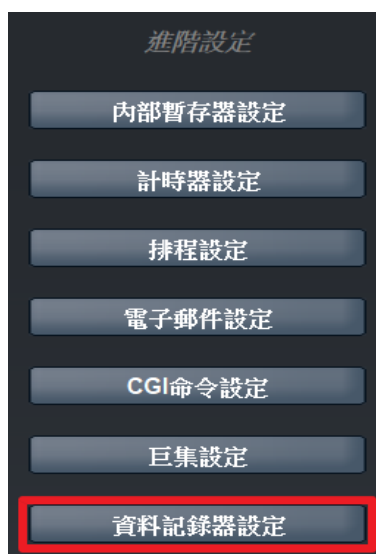 進階設定
內部暫存器設定
計時器設定
排程設定
電子郵件設定
CGI命令設定
巨集設定
資料記錄器設定